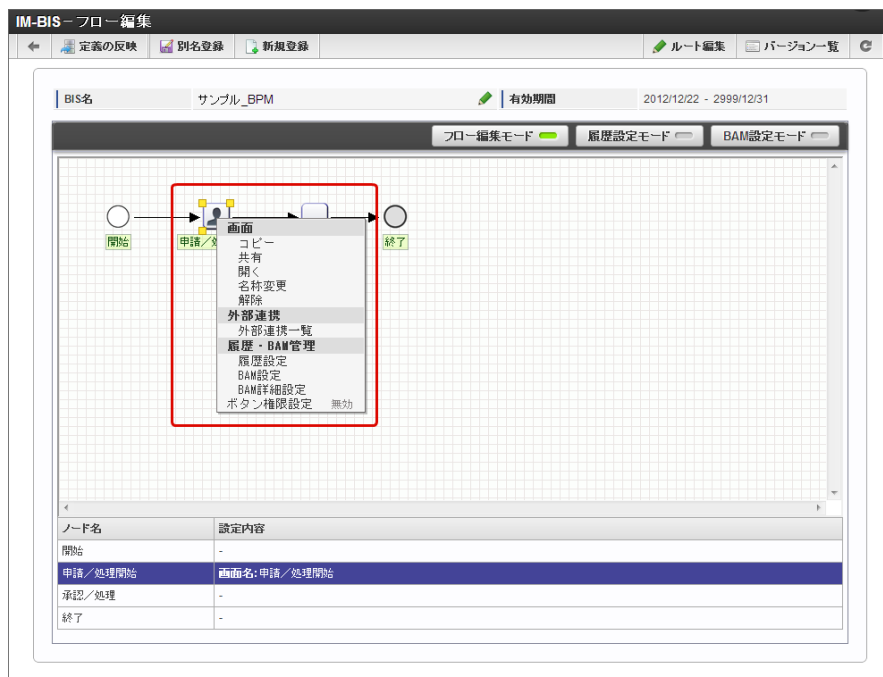 IM-BIS－フロー編集
定義の反映 別名登録 新規登録 ルート編集 バージョン一覧
BIS名 サンプル_BPM 有効期間 2012/12/22 - 2999/12/31
フロー編集モード 履歴設定モード BAM設定モード
開始 申請／処 終了
画面
コピー
共有
開く
名称変更
解除
外部連携
外部連携一覧
履歴・BAM管理
履歴設定
BAM設定
BAM詳細設定
ボタン権限設定 無効
ノード名 設定内容
開始 -
申請／処理開始 画面名:申請／処理開始
承認／処理 -
終了 -